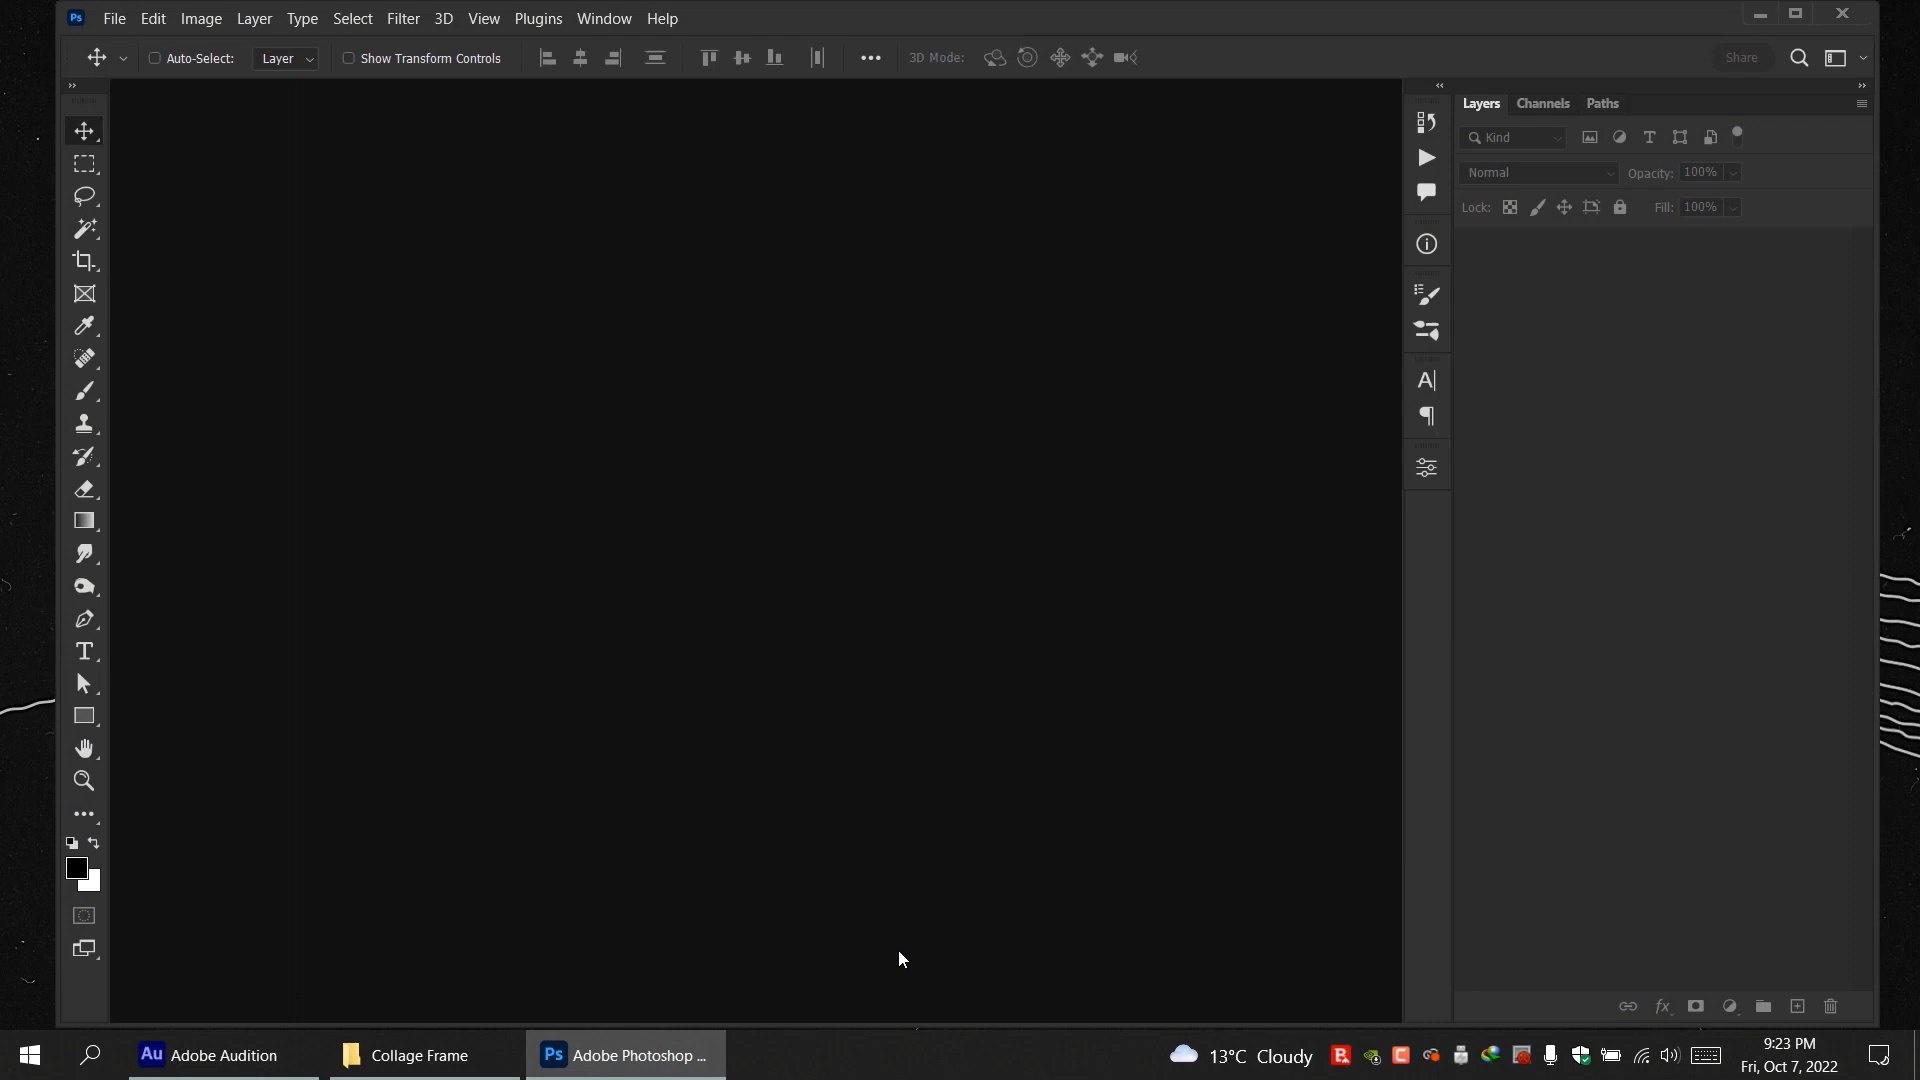 Ps File Edit Image Layer Type Select Filter 3D View Plugins Window Help
Auto-Select: Layer Show Transform Controls 3D Mode: Share
Layers Channels Paths
Kind T
Normal Opacity: 100%
Lock: Fill: 100%
A
T
fx
Au Adobe Audition
Collage Frame
Ps Adobe Photoshop ...
13°C Cloudy
9:23 PM
Fri, Oct 7, 2022